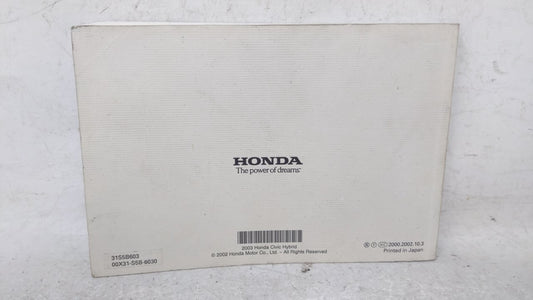 HONDA
The power of dreams
2003 Honda Civic Hybrid
31S5B603
00X31-S5B-6030
© 2002 Honda Motor Co., Ltd. – All Rights Reserved
2000.2002.10.3
Printed in Japan